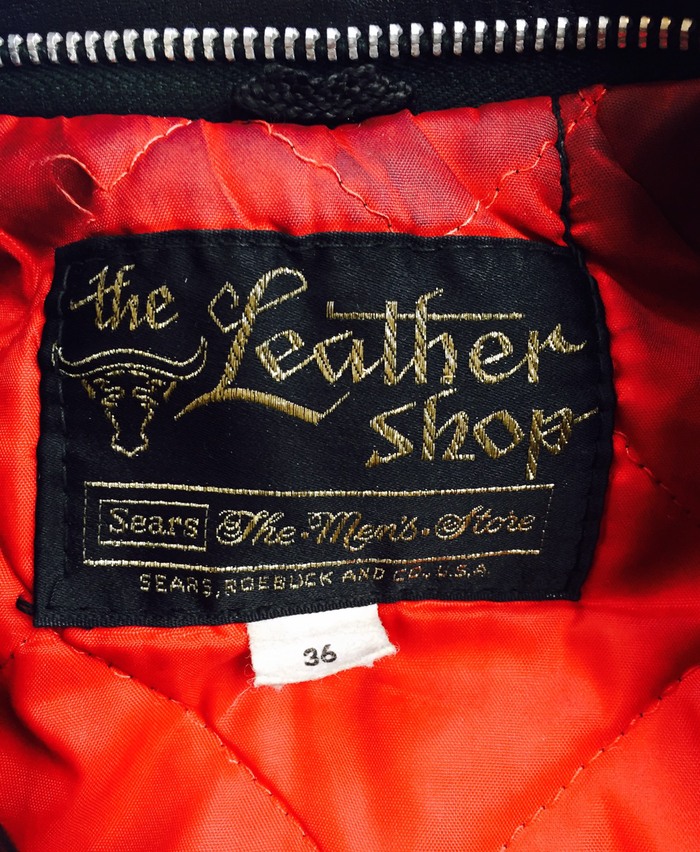 the Leather
shop
Sears The·Men's·Store
SEARS, ROEBUCK AND CO. U.S.A.
36